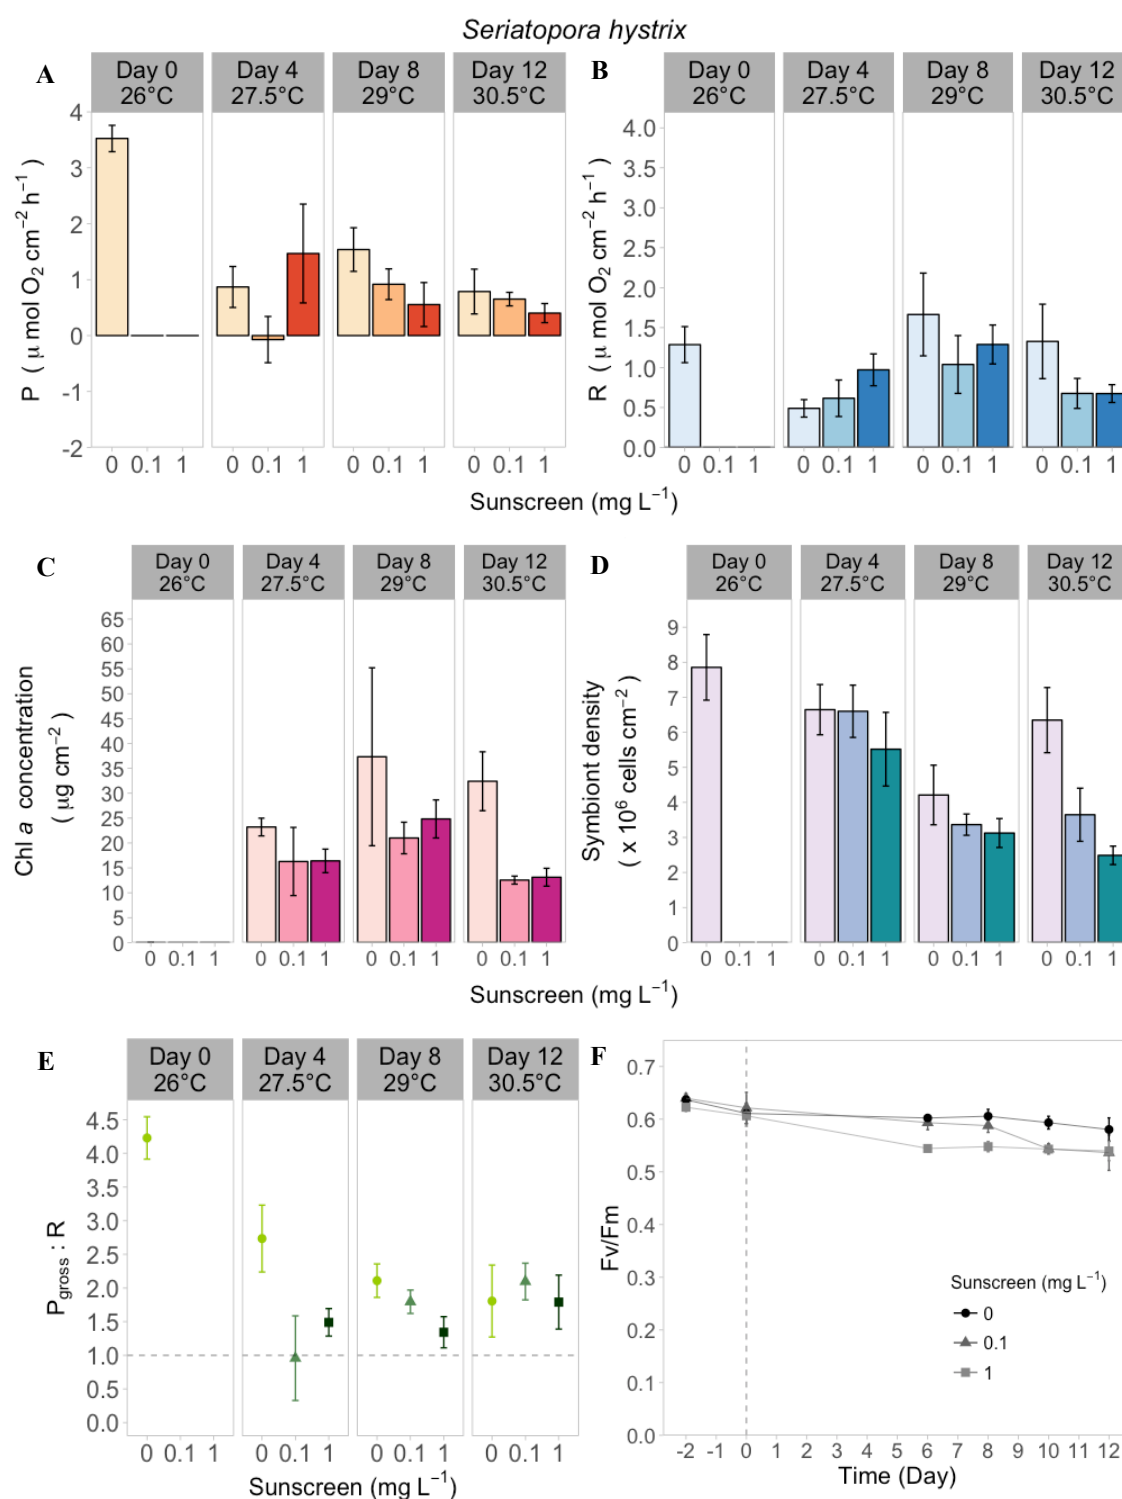 Seriatopora hystrix
A
Day 0
26°C
Day 4
27.5°C
Day 8
29°C
Day 12
30.5°C
P ( μ mol O₂ cm⁻² h⁻¹ )
4
3
2
1
0
-1
-2
0 0.1 1 0 0.1 1 0 0.1 1 0 0.1 1
B
Day 0
26°C
Day 4
27.5°C
Day 8
29°C
Day 12
30.5°C
R ( μ mol O₂ cm⁻² h⁻¹ )
4.0
3.5
3.0
2.5
2.0
1.5
1.0
0.5
0.0
0 0.1 1 0 0.1 1 0 0.1 1 0 0.1 1
Sunscreen (mg L⁻¹)
C
Day 0
26°C
Day 4
27.5°C
Day 8
29°C
Day 12
30.5°C
Chl a concentration
( μg cm⁻² )
65
60
55
50
45
40
35
30
25
20
15
10
5
0
0 0.1 1 0 0.1 1 0 0.1 1 0 0.1 1
D
Day 0
26°C
Day 4
27.5°C
Day 8
29°C
Day 12
30.5°C
Symbiont density
( x 10⁶ cells cm⁻² )
9
8
7
6
5
4
3
2
1
0
0 0.1 1 0 0.1 1 0 0.1 1 0 0.1 1
Sunscreen (mg L⁻¹)
E
Day 0
26°C
Day 4
27.5°C
Day 8
29°C
Day 12
30.5°C
Pgross : R
4.5
4.0
3.5
3.0
2.5
2.0
1.5
1.0
0.5
0.0
0 0.1 1 0 0.1 1 0 0.1 1 0 0.1 1
Sunscreen (mg L⁻¹)
F
Fv/Fm
0.7
0.6
0.5
0.4
0.3
0.2
0.1
0.0
Sunscreen (mg L⁻¹)
0
0.1
1
-2 -1 0 1 2 3 4 5 6 7 8 9 10 11 12
Time (Day)